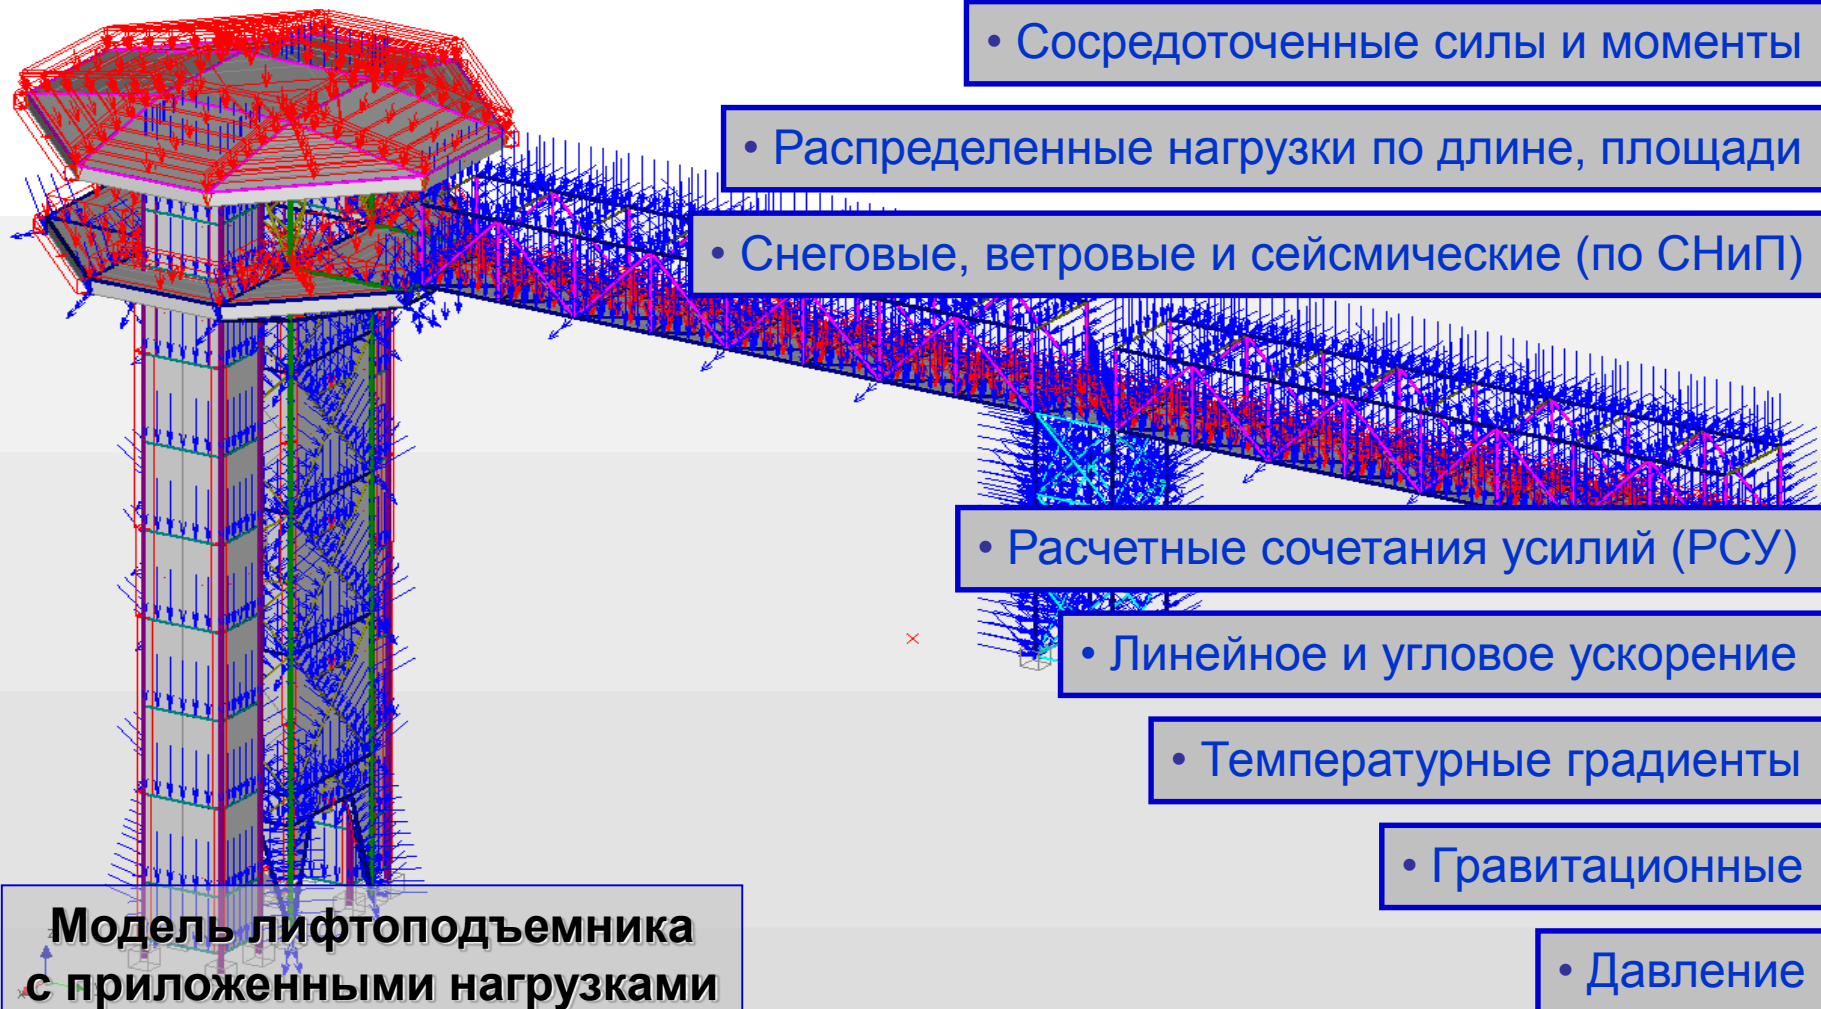 • Сосредоточенные силы и моменты
• Распределенные нагрузки по длине, площади
• Снеговые, ветровые и сейсмические (по СНиП)
• Расчетные сочетания усилий (РСУ)
• Линейное и угловое ускорение
• Температурные градиенты
• Гравитационные
• Давление
Модель лифтоподъемника
с приложенными нагрузками